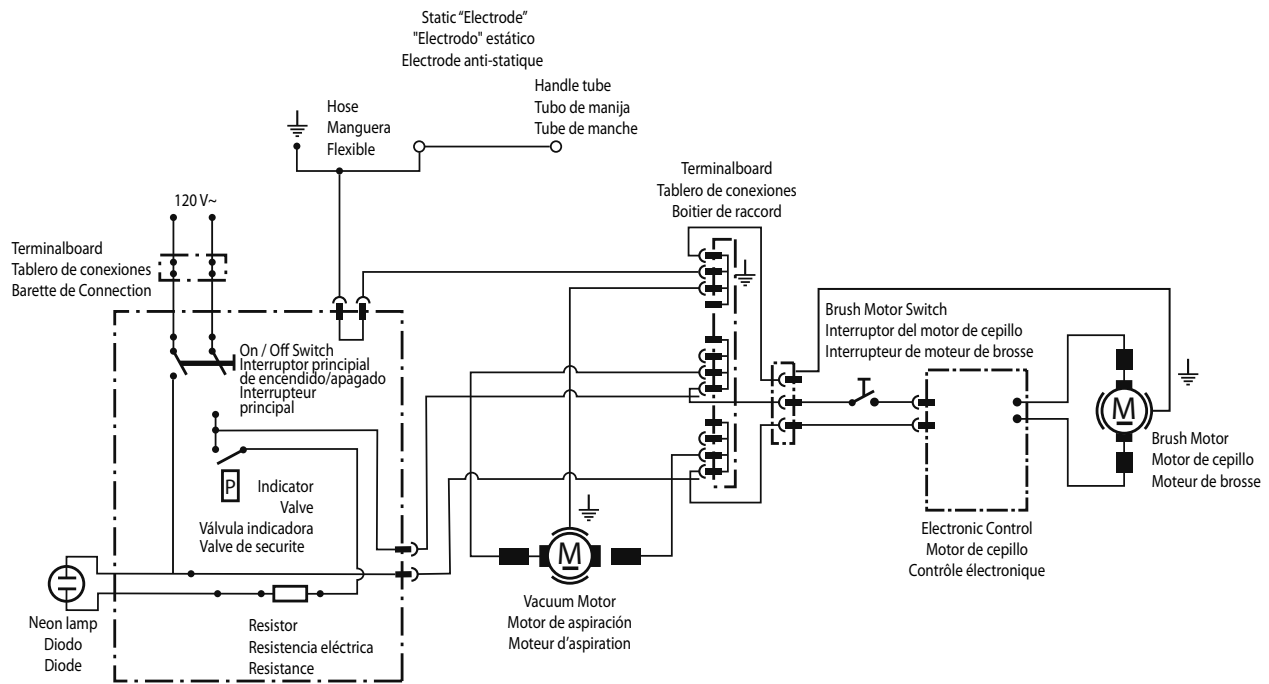 Static “Electrode”
"Electrodo" estático
Electrode anti-statique
Handle tube
Tubo de manija
Tube de manche
Hose
Manguera
Flexible
Terminalboard
Tablero de conexiones
Boitier de raccord
120 V~
Terminalboard
Tablero de conexiones
Barette de Connection
On / Off Switch
Interruptor principial
de encendido/apagado
Interrupteur
principal
Brush Motor Switch
Interruptor del motor de cepillo
Interrupteur de moteur de brosse
M
Brush Motor
Motor de cepillo
Moteur de brosse
P
Indicator
Valve
Válvula indicadora
Valve de securite
Electronic Control
Motor de cepillo
Contrôle électronique
M
Vacuum Motor
Motor de aspiración
Moteur d’aspiration
Neon lamp
Diodo
Diode
Resistor
Resistencia eléctrica
Resistance